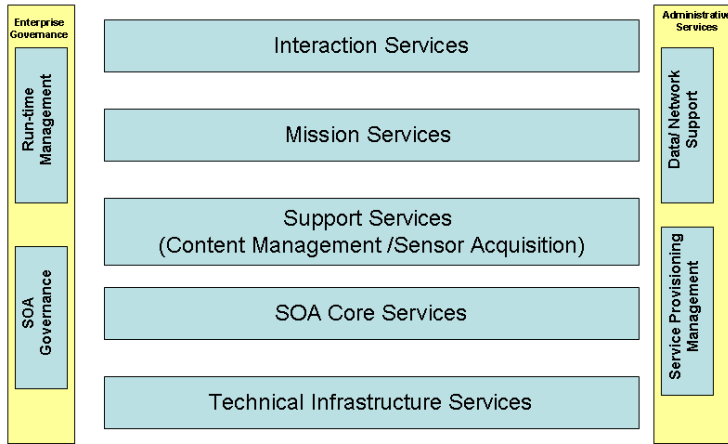 Enterprise
Governance
Run-time
Management
SOA
Governance
Interaction Services
Mission Services
Support Services
(Content Management /Sensor Acquisition)
SOA Core Services
Technical Infrastructure Services
Administrative
Services
Data/ Network
Support
Service Provisioning
Management